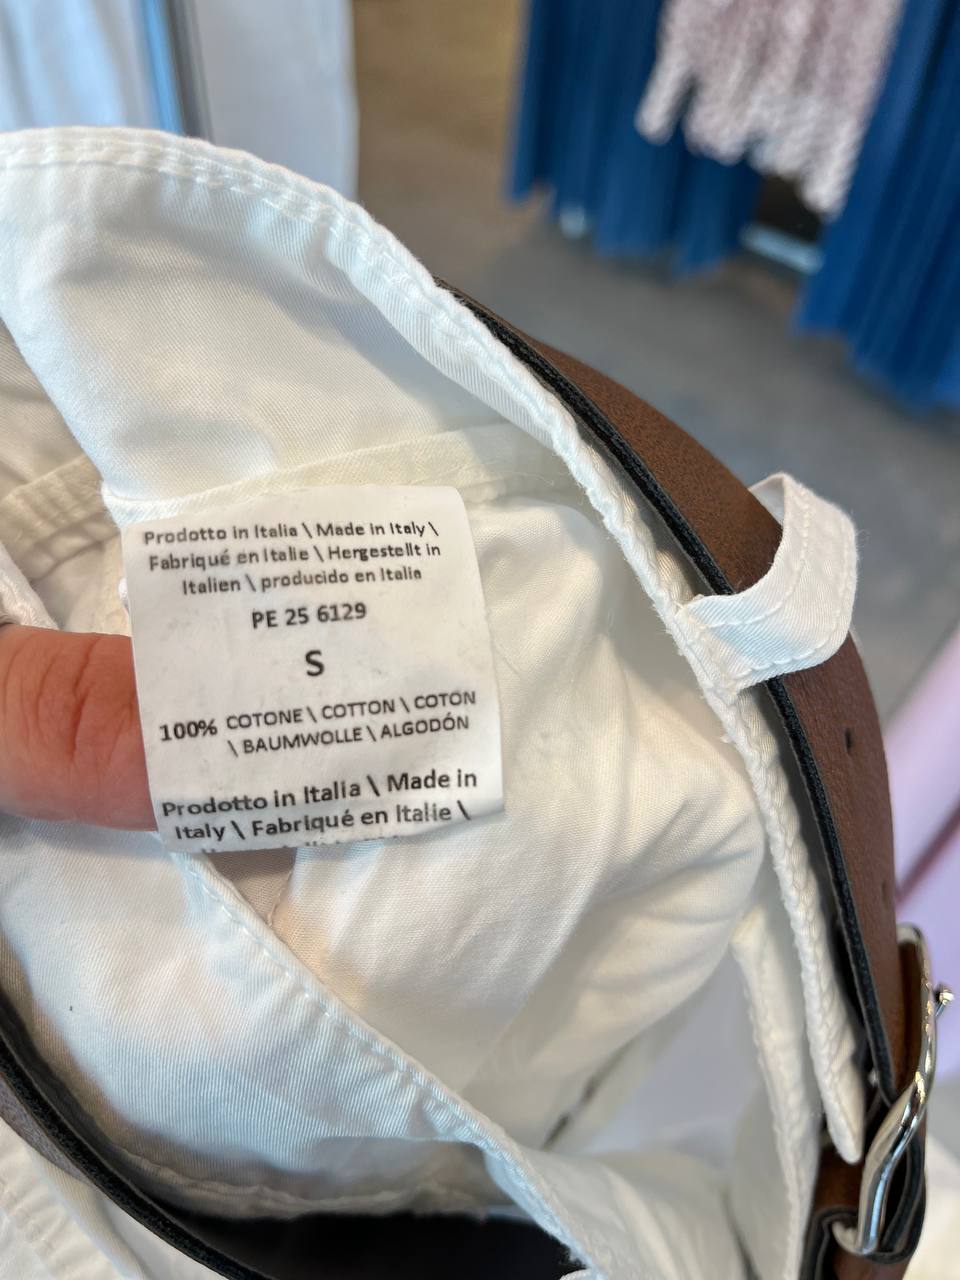 Prodotto in Italia \ Made in Italy \
Fabriqué en Italie \ Hergestellt in
Italien \ producido en Italia
PE 25 6129
S
100% COTONE \ COTTON \ COTON
\ BAUMWOLLE \ ALGODÓN
Prodotto in Italia \ Made in
Italy \ Fabriqué en Italie \